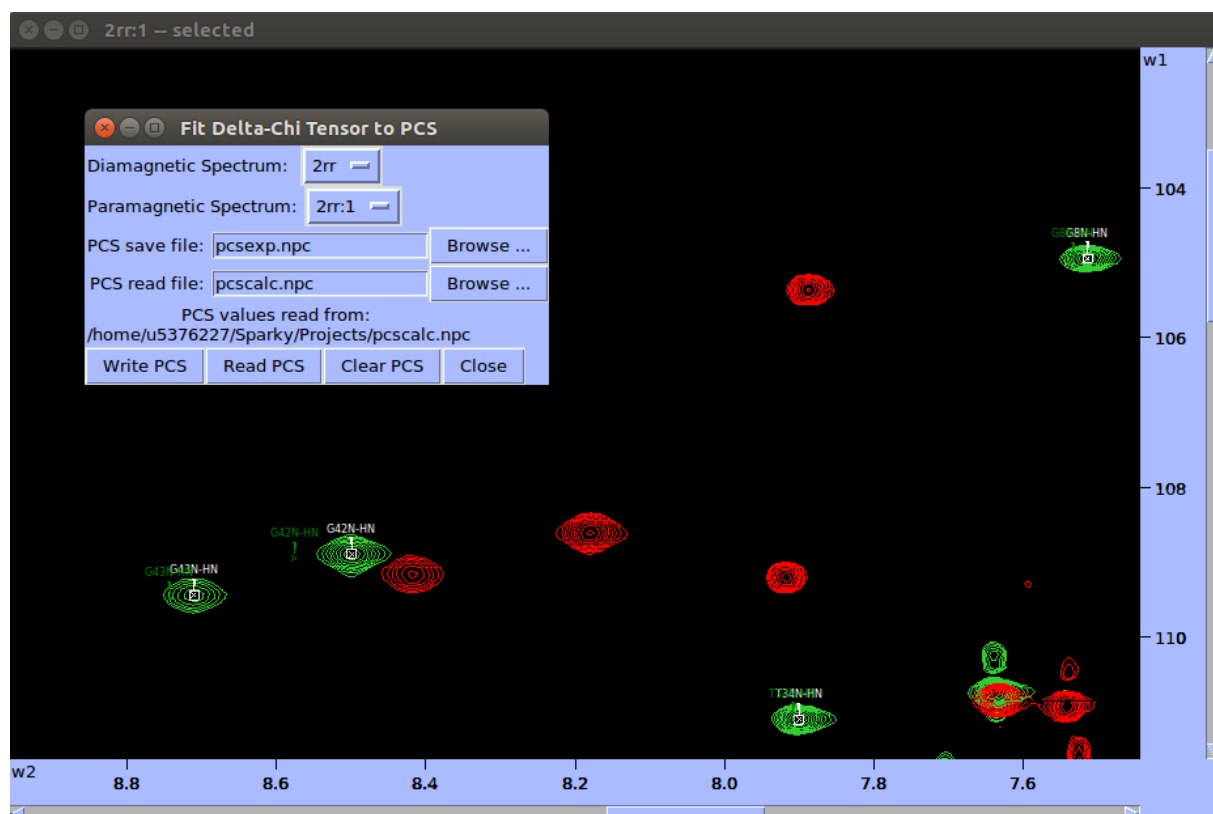 2rr:1 -- selected
w1
Fit Delta-Chi Tensor to PCS
Diamagnetic Spectrum: 2rr
Paramagnetic Spectrum: 2rr:1
PCS save file: pcsexp.npc Browse ...
PCS read file: pcscalc.npc Browse ...
PCS values read from:
/home/u5376227/Sparky/Projects/pcscalc.npc
Write PCS Read PCS Clear PCS Close
104
G8N-HN
106
108
G42N-HN G42N-HN
G43N-HN
110
T34N-HN
w2
8.8 8.6 8.4 8.2 8.0 7.8 7.6